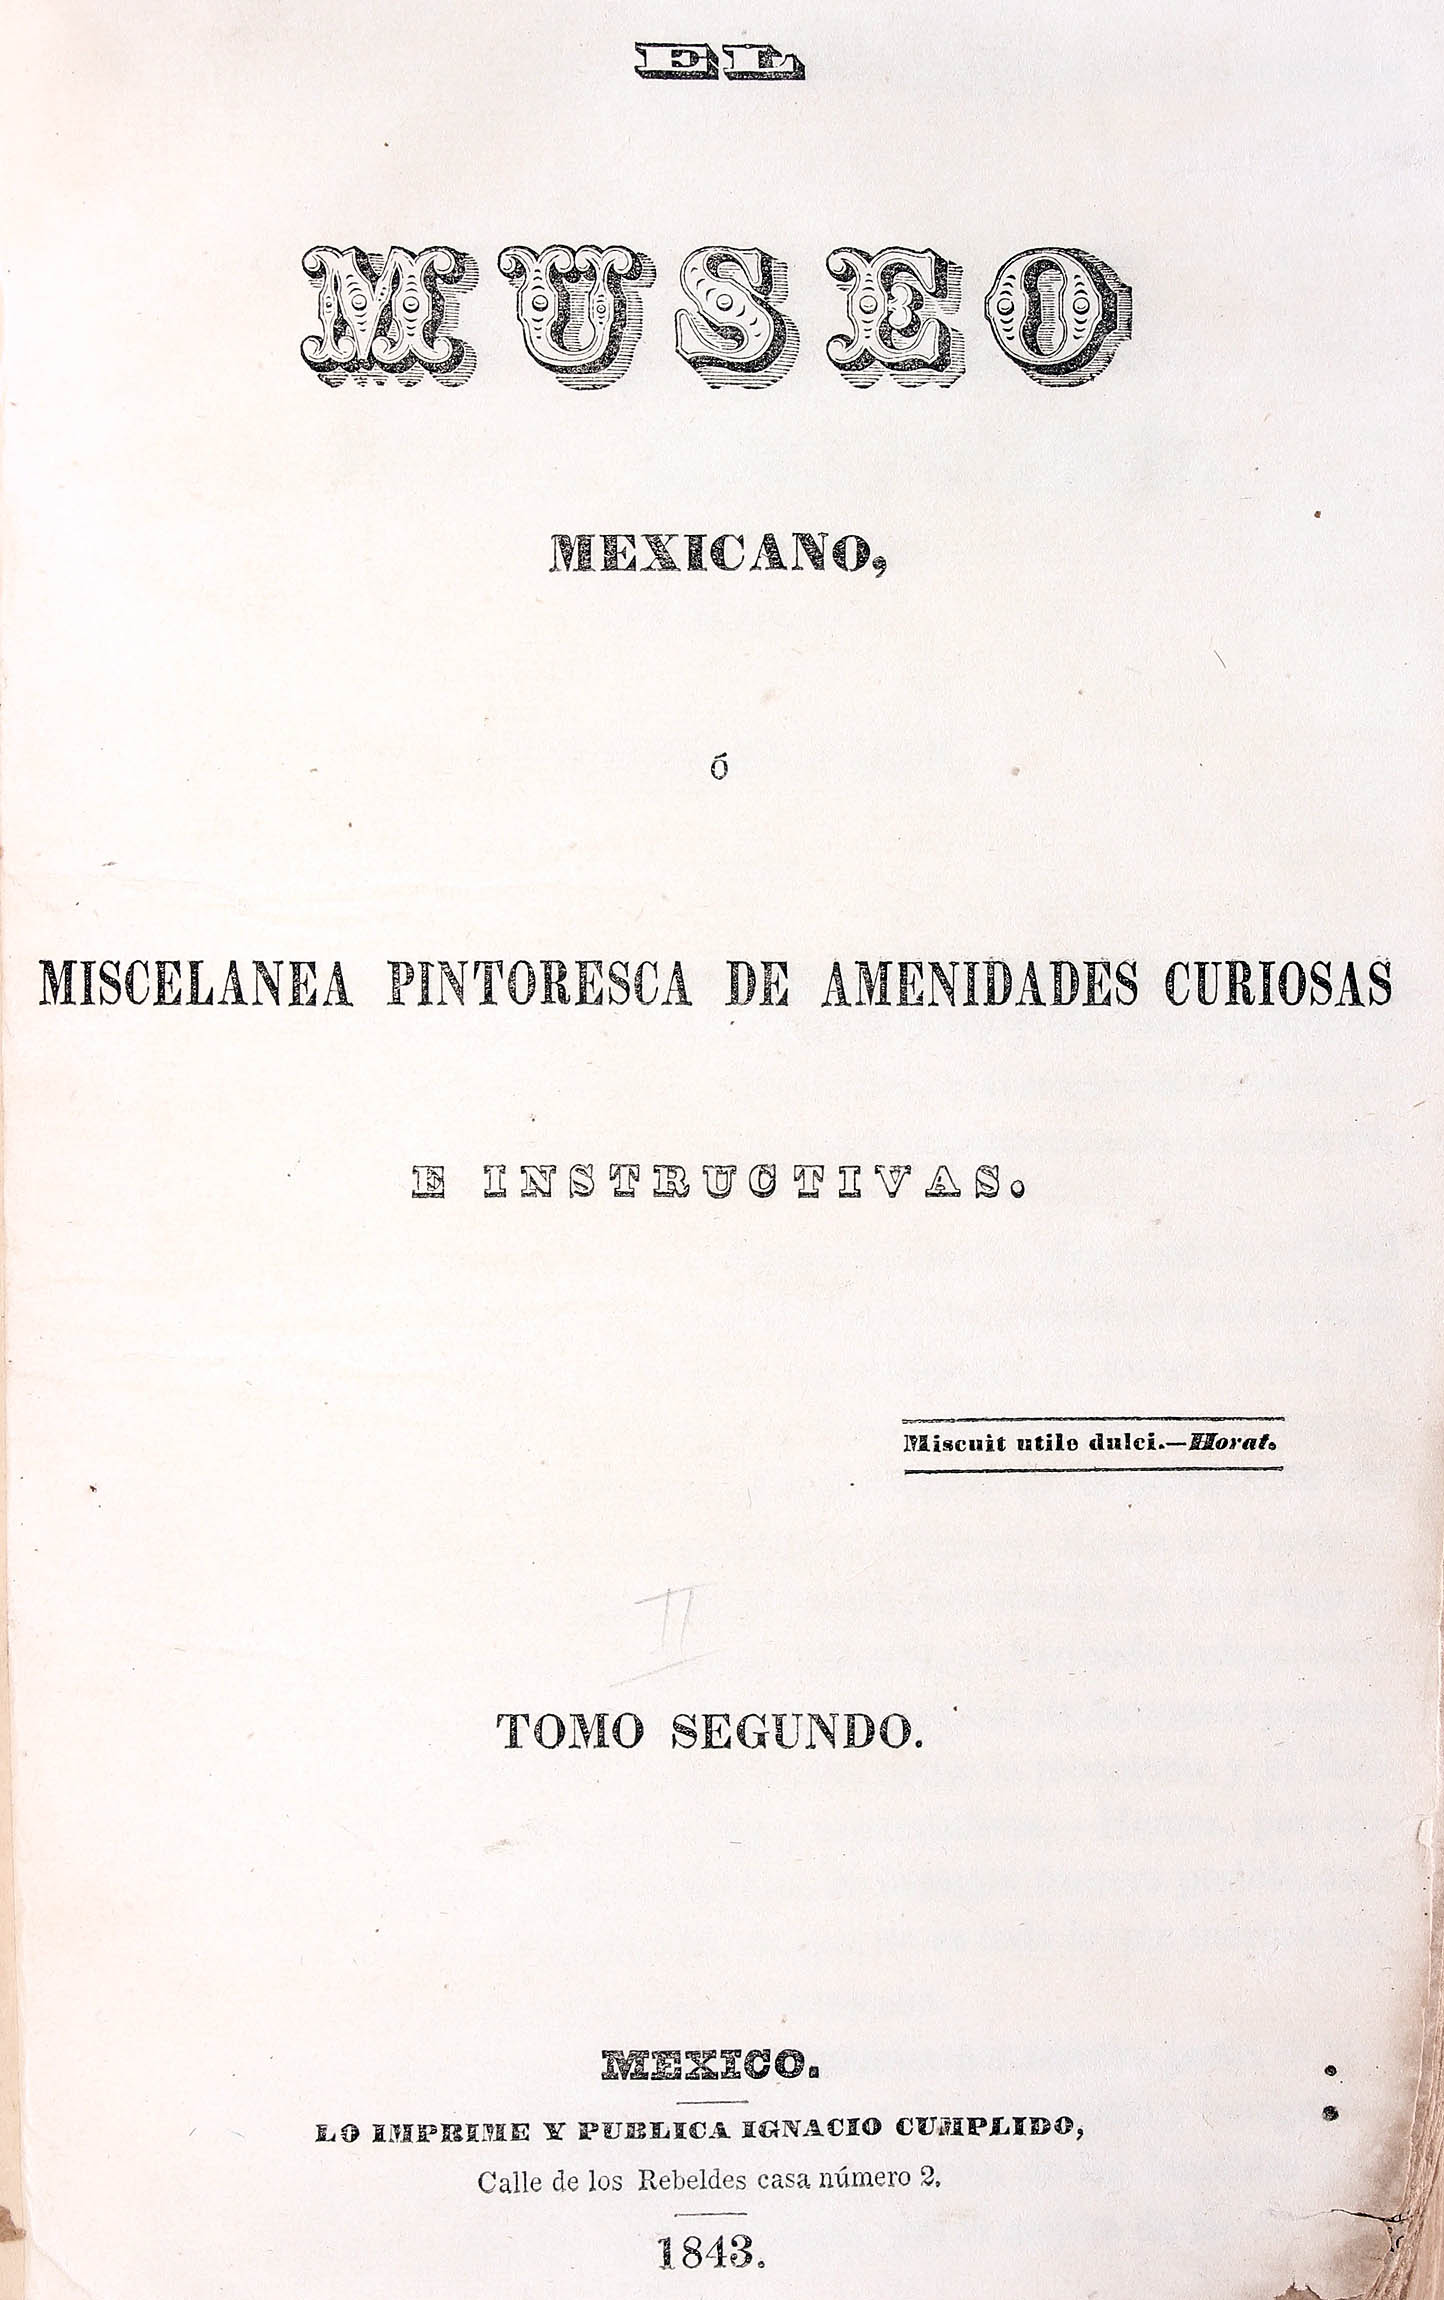 EL
MUSEO
MEXICANO,
ó
MISCELANEA PINTORESCA DE AMENIDADES CURIOSAS
E INSTRUCTIVAS.
Miscuit utile dulci.—Horat.
II
TOMO SEGUNDO.
MEXICO.
LO IMPRIME Y PUBLICA IGNACIO CUMPLIDO,
Calle de los Rebeldes casa número 2.
1843.